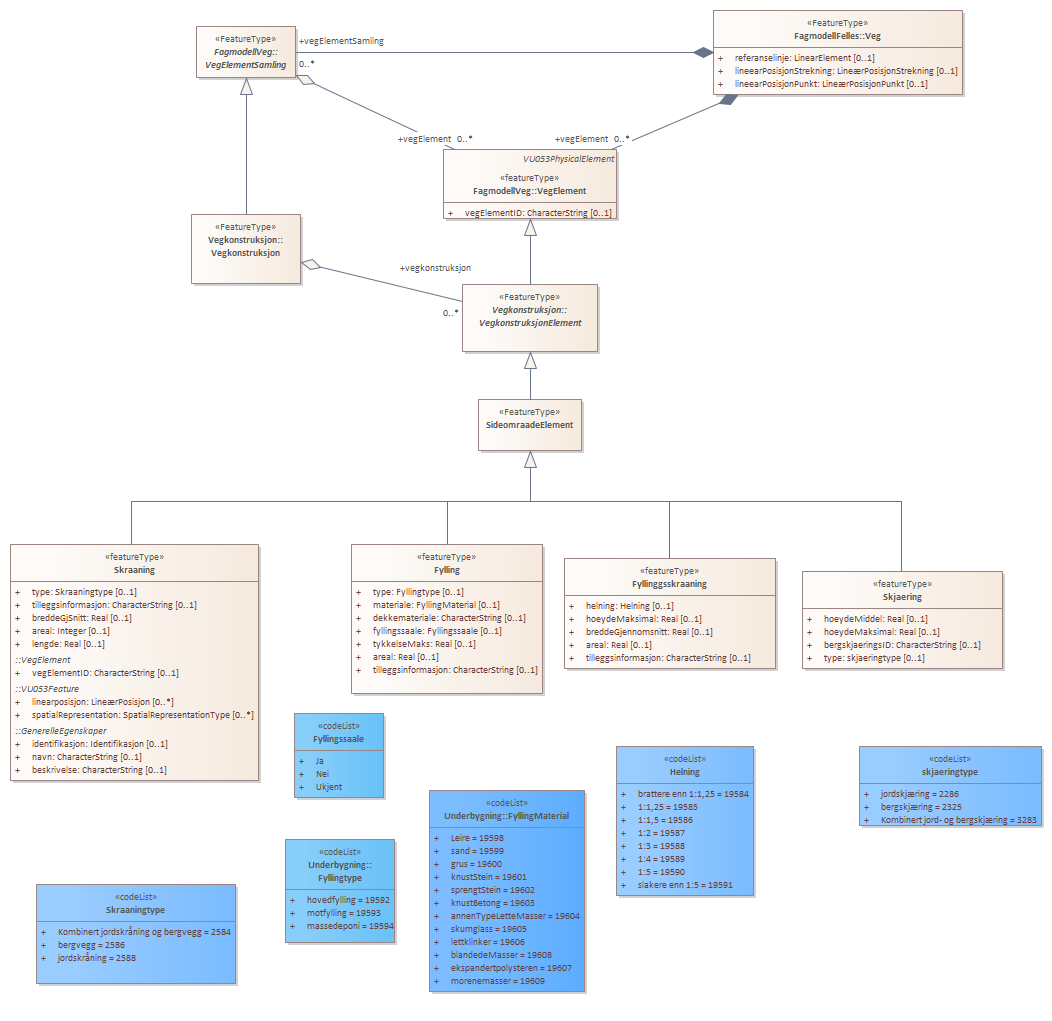 «FeatureType»
FagmodellVeg::
VegElementSamling
+vegElementSamling
0..*
«FeatureType»
FagmodellFelles::Veg
+ referanselinje: LinearElement [0..1]
+ lineearPosisjonStrekning: LineærPosisjonStrekning [0..1]
+ lineearPosisjonPunkt: LineærPosisjonPunkt [0..1]
+vegElement 0..*
+vegElement 0..*
VU053PhysicalElement
«featureType»
FagmodellVeg::VegElement
+ vegElementID: CharacterString [0..1]
«FeatureType»
Vegkonstruksjon::
Vegkonstruksjon
+vegkonstruksjon
0..*
«FeatureType»
Vegkonstruksjon::
VegkonstruksjonElement
«FeatureType»
SideomraadeElement
«featureType»
Skraaning
+ type: Skraaningtype [0..1]
+ tilleggsinformasjon: CharacterString [0..1]
+ breddeGjSnitt: Real [0..1]
+ areal: Integer [0..1]
+ lengde: Real [0..1]
::VegElement
+ vegElementID: CharacterString [0..1]
::VU053Feature
+ linearposisjon: LineærPosisjon [0..*]
+ spatialRepresentation: SpatialRepresentationType [0..*]
::GenerelleEgenskaper
+ identifikasjon: Identifikasjon [0..1]
+ navn: CharacterString [0..1]
+ beskrivelse: CharacterString [0..1]
«featureType»
Fylling
+ type: Fyllingtype [0..1]
+ materiale: FyllingMaterial [0..1]
+ dekkemateriale: CharacterString [0..1]
+ fyllingssaale: Fyllingssaale [0..1]
+ tykkelseMaks: Real [0..1]
+ areal: Real [0..1]
+ tilleggsinformasjon: CharacterString [0..1]
«featureType»
Fyllinggsskraaning
+ helning: Helning [0..1]
+ hoeydeMaksimal: Real [0..1]
+ breddeGjennomsnitt: Real [0..1]
+ areal: Real [0..1]
+ tilleggsinformasjon: CharacterString [0..1]
«featureType»
Skjaering
+ hoeydeMiddel: Real [0..1]
+ hoeydeMaksimal: Real [0..1]
+ bergskjaeringsID: CharacterString [0..1]
+ type: skjaeringtype [0..1]
«codeList»
Fyllingssaale
+ Ja
+ Nei
+ Ukjent
«codeList»
Underbygning::
Fyllingtype
+ hovedfylling = 19592
+ motfylling = 19593
+ massedeponi = 19594
«codeList»
Underbygning::FyllingMaterial
+ Leire = 19598
+ sand = 19599
+ grus = 19600
+ knustStein = 19601
+ sprengtStein = 19602
+ knustBetong = 19603
+ annenTypeLetteMasser = 19604
+ skumglass = 19605
+ lettklinker = 19606
+ blandedeMasser = 19608
+ ekspandertpolysteren = 19607
+ morenemasser = 19609
«codeList»
Helning
+ brattere enn 1:1,25 = 19584
+ 1:1,25 = 19585
+ 1:1,5 = 19586
+ 1:2 = 19587
+ 1:3 = 19588
+ 1:4 = 19589
+ 1:5 = 19590
+ slakere enn 1:5 = 19591
«codeList»
skjaeringtype
+ jordskjæring = 2286
+ bergskjæring = 2325
+ Kombinert jord- og bergskjæring = 3283
«codeList»
Skraaningtype
+ Kombinert jordskråning og bergvegg = 2584
+ bergvegg = 2586
+ jordskråning = 2588